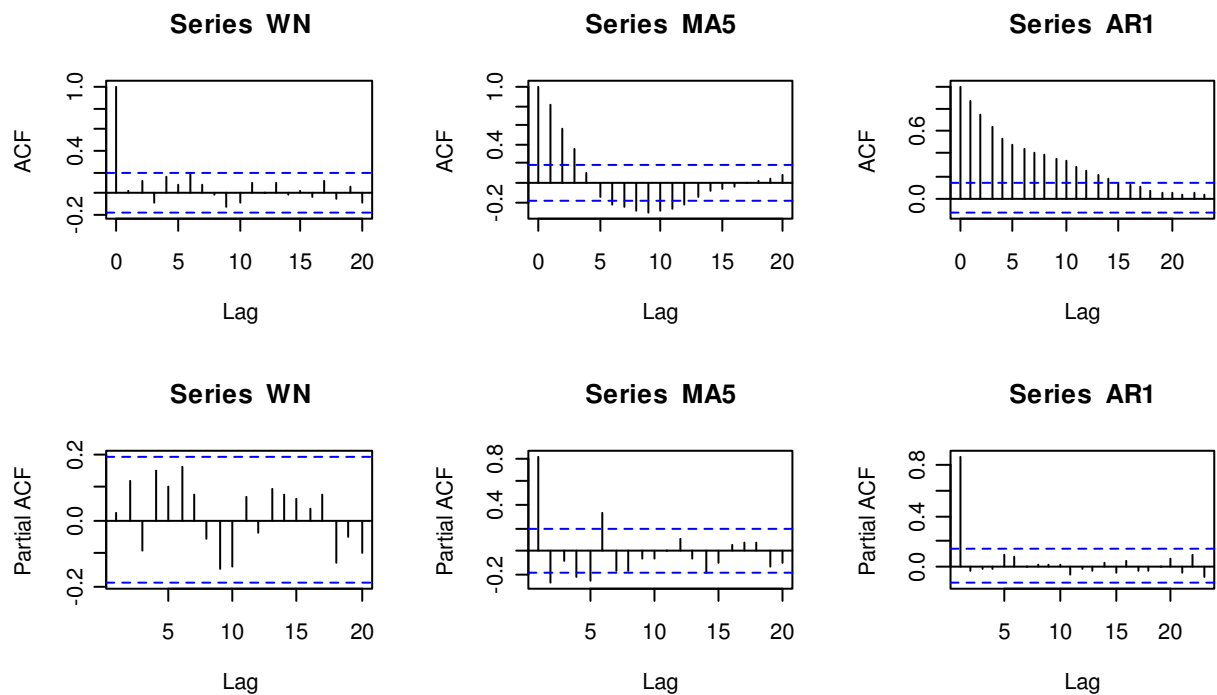 Series WN
Series MA5
Series AR1
ACF
-0.2 0.4 1.0
0 5 10 15 20
Lag
ACF
-0.2 0.4 1.0
0 5 10 15 20
Lag
ACF
0.0 0.6
0 5 10 15 20
Lag
Series WN
Series MA5
Series AR1
Partial ACF
-0.2 0.0 0.2
5 10 15 20
Lag
Partial ACF
-0.2 0.4 0.8
5 10 15 20
Lag
Partial ACF
0.0 0.4 0.8
5 10 15 20
Lag